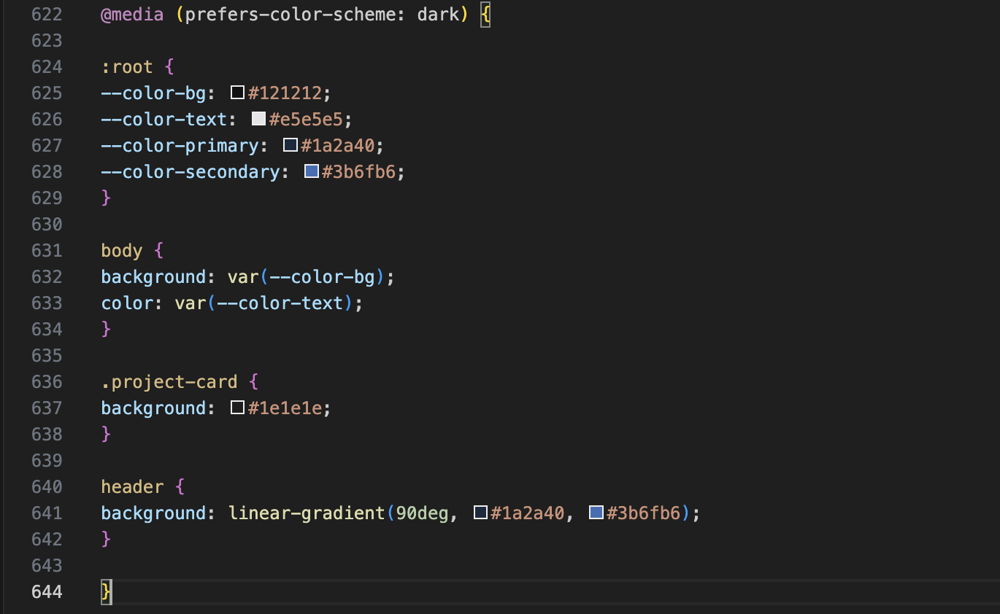 622 @media (prefers-color-scheme: dark) {
623
624 :root {
625 --color-bg: #121212;
626 --color-text: #e5e5e5;
627 --color-primary: #1a2a40;
628 --color-secondary: #3b6fb6;
629 }
630
631 body {
632 background: var(--color-bg);
633 color: var(--color-text);
634 }
635
636 .project-card {
637 background: #1e1e1e;
638 }
639
640 header {
641 background: linear-gradient(90deg, #1a2a40, #3b6fb6);
642 }
643
644 }